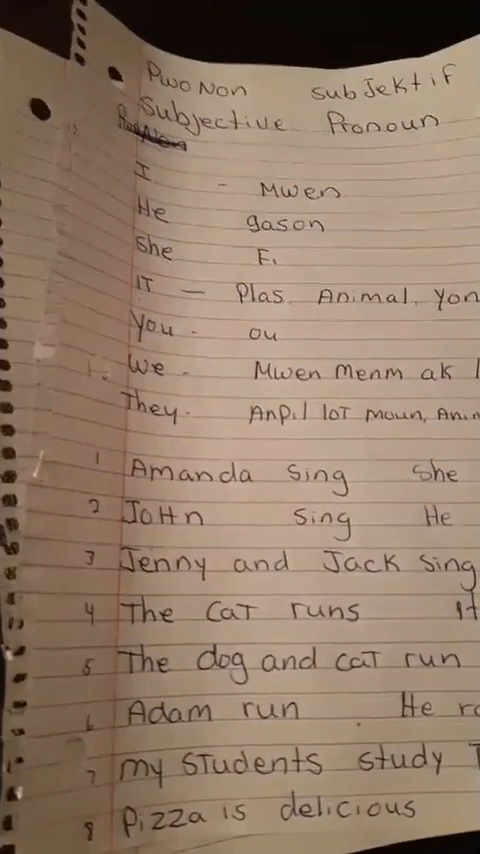 Pwo Non subJektif
Subjective Pronoun
I - Mwen
He gason
She Fi
IT - Plas, Animal, Yon
You - ou
We - Mwen menm ak
They - Anpil loT moun,
1 Amanda sing She
2 JoHn sing He
3 Jenny and Jack sing
4 The CaT runs It
5 The dog and caT run
6 Adam run He
7 my sTudents study
8 Pizza is delicious